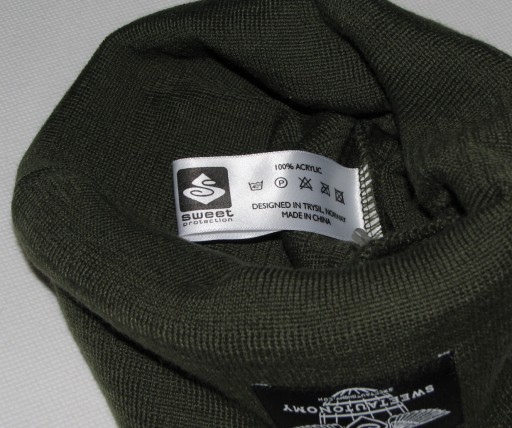 100% ACRYLIC
P
DESIGNED IN TRYSIL, NORWAY
MADE IN CHINA
sweet
protection
SWEETAUTONOMY